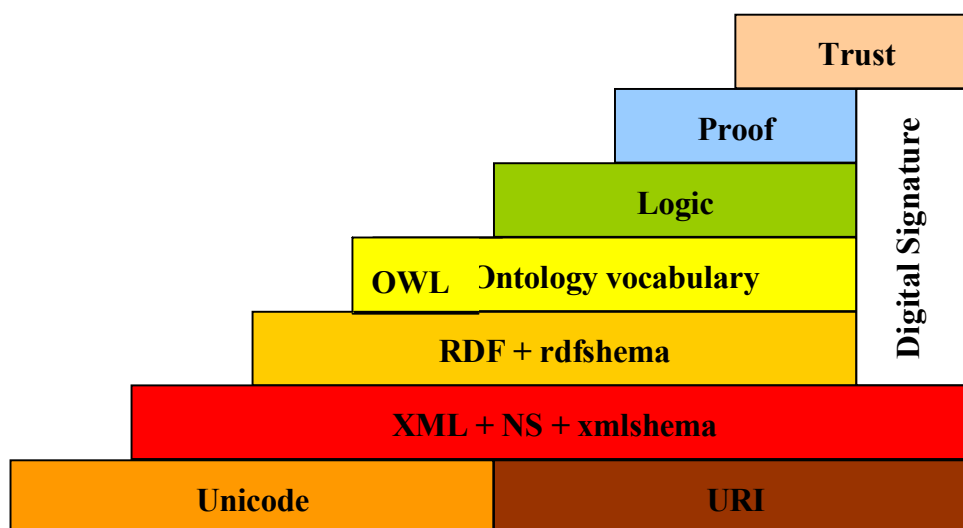 Trust
Proof
Logic
OWL Ontology vocabulary
RDF + rdfshema
XML + NS + xmlshema
Unicode URI
Digital Signature